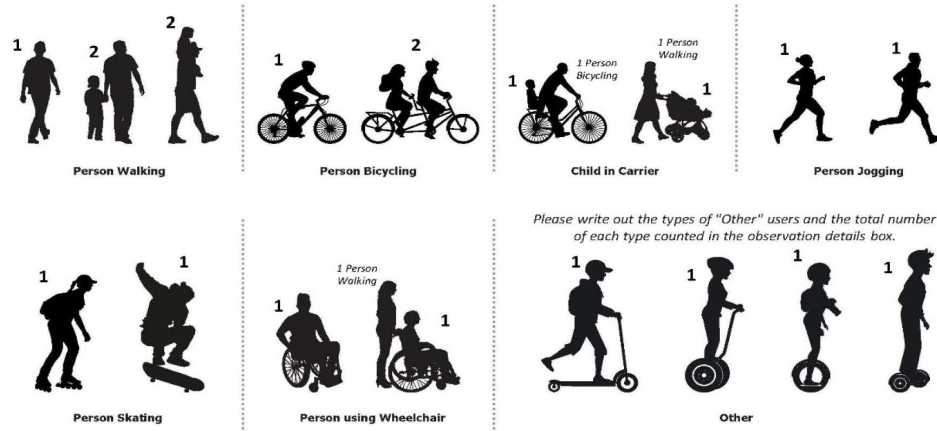 1
2
2
Person Walking
1
2
Person Bicycling
1
1 Person
Bicycling
1 Person
Walking
1
Child in Carrier
1
1
Person Jogging
1
1
Person Skating
1
1 Person
Walking
1
Person using Wheelchair
Please write out the types of "Other" users and the total number
of each type counted in the observation details box.
1
1
1
1
Other